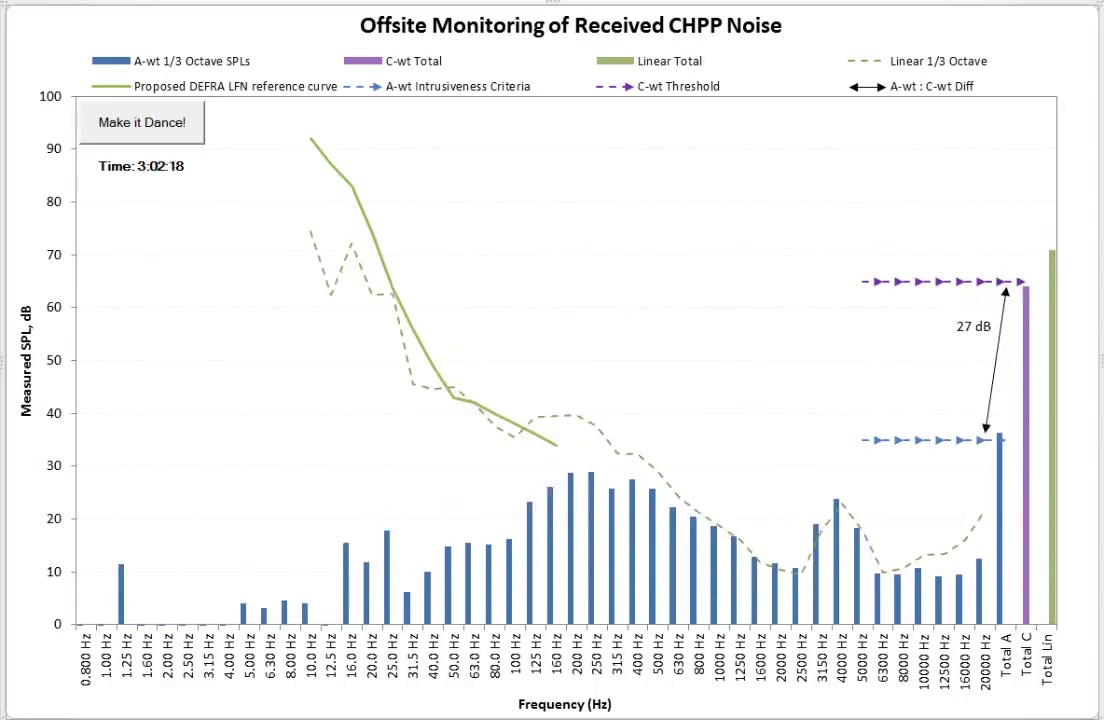 Offsite Monitoring of Received CHPP Noise
A-wt 1/3 Octave SPLs
C-wt Total
Linear Total
Linear 1/3 Octave
Proposed DEFRA LFN reference curve
A-wt Intrusiveness Criteria
C-wt Threshold
A-wt : C-wt Diff
100
Make it Dance!
90
Time: 3:02:18
80
70
60
50
40
30
20
10
0
27 dB
Measured SPL, dB
0.800 Hz
1.00 Hz
1.25 Hz
1.60 Hz
2.00 Hz
2.50 Hz
3.15 Hz
4.00 Hz
5.00 Hz
6.30 Hz
8.00 Hz
10.0 Hz
12.5 Hz
16.0 Hz
20.0 Hz
25.0 Hz
31.5 Hz
40.0 Hz
50.0 Hz
63.0 Hz
80.0 Hz
100 Hz
125 Hz
160 Hz
200 Hz
250 Hz
315 Hz
400 Hz
500 Hz
630 Hz
800 Hz
1000 Hz
1250 Hz
1600 Hz
2000 Hz
2500 Hz
3150 Hz
4000 Hz
5000 Hz
6300 Hz
8000 Hz
10000 Hz
12500 Hz
16000 Hz
20000 Hz
Total A
Total C
Total Lin
Frequency (Hz)